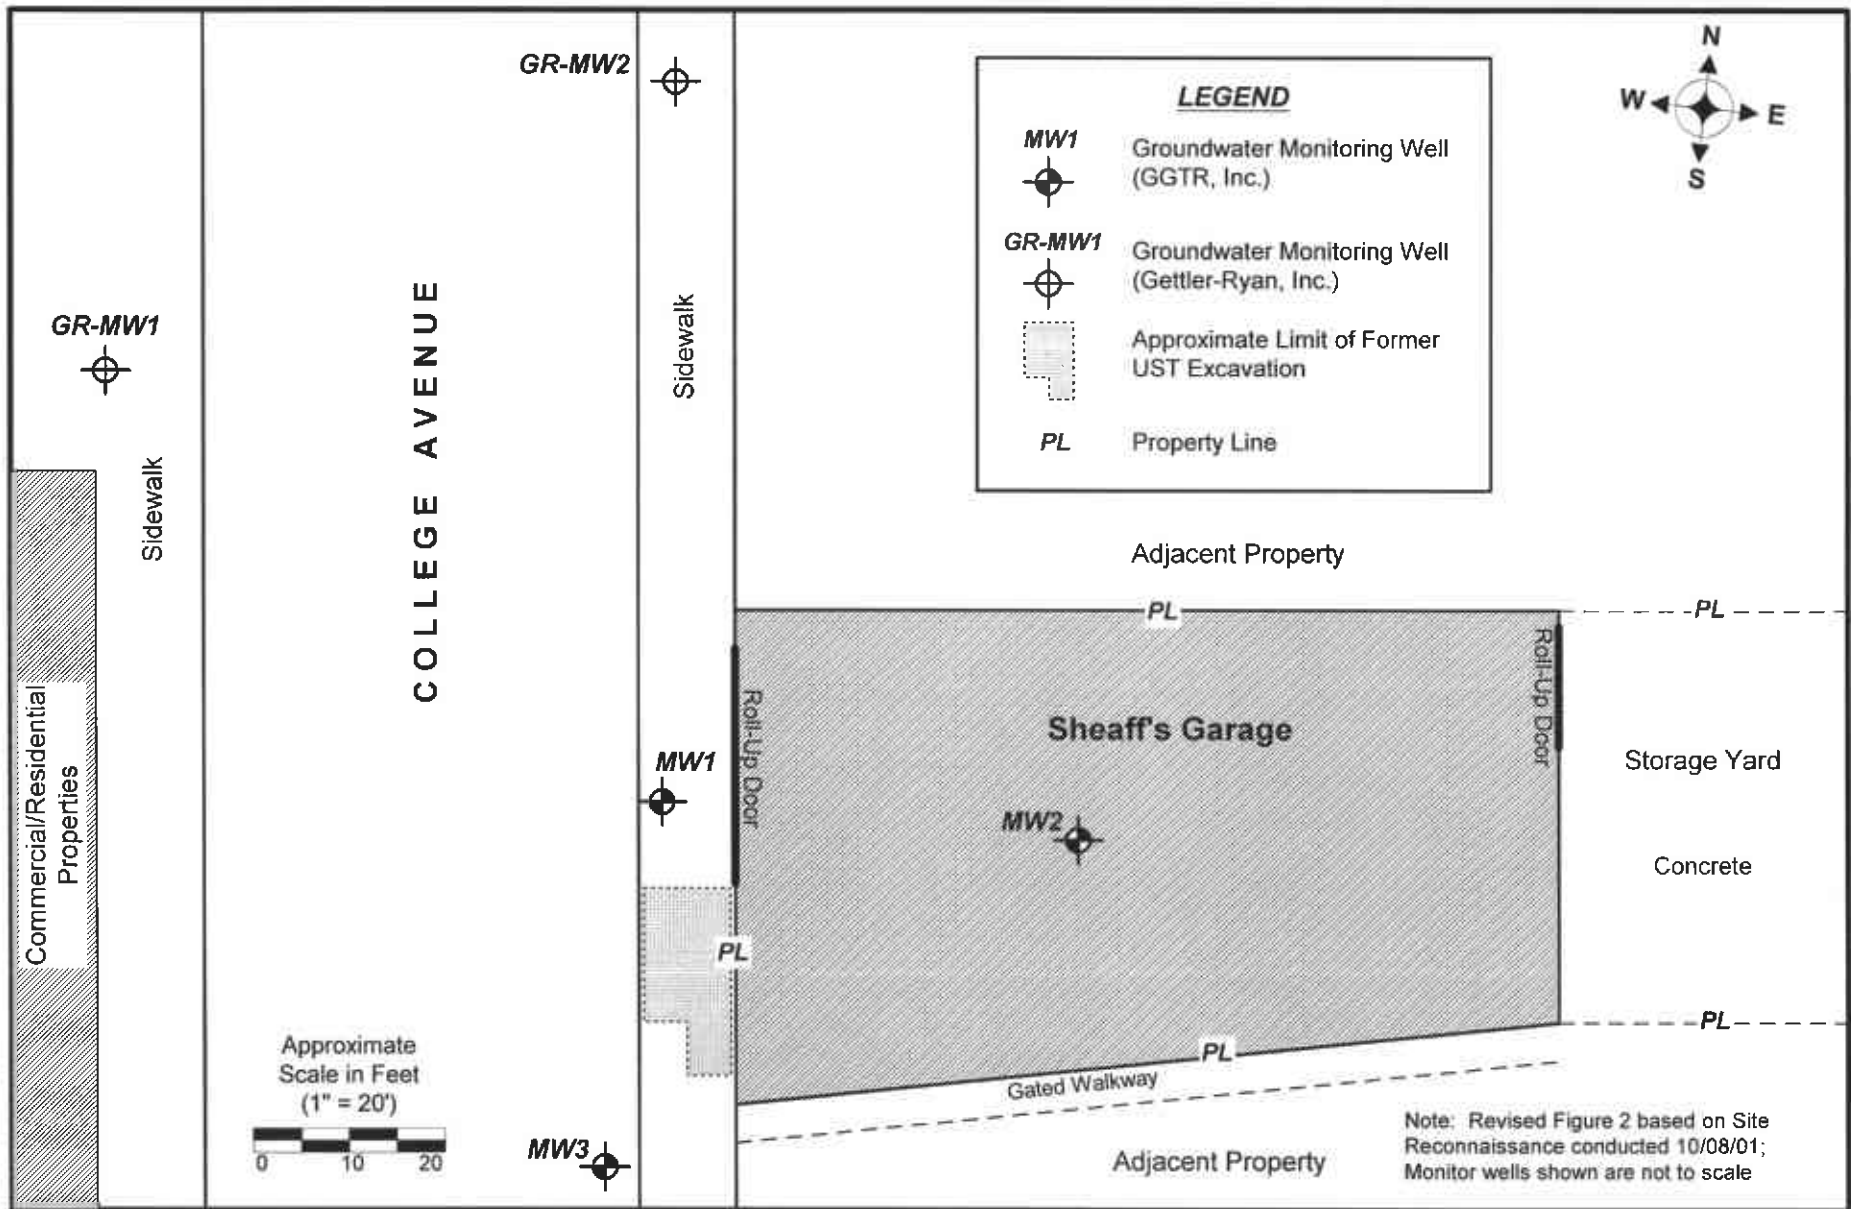 GR-MW2
N
W
E
S
LEGEND
MW1
Groundwater Monitoring Well
(GGTR, Inc.)
GR-MW1
Groundwater Monitoring Well
(Gettler-Ryan, Inc.)
Approximate Limit of Former
UST Excavation
PL
Property Line
GR-MW1
Sidewalk
COLLEGE AVENUE
Sidewalk
Adjacent Property
PL
PL
Roll-Up Door
Roll-Up Door
Sheaff's Garage
Storage Yard
Concrete
MW1
MW2
Commercial/Residential
Properties
PL
PL
PL
Gated Walkway
Approximate
Scale in Feet
(1" = 20')
0 10 20
MW3
Adjacent Property
Note: Revised Figure 2 based on Site
Reconnaissance conducted 10/08/01;
Monitor wells shown are not to scale